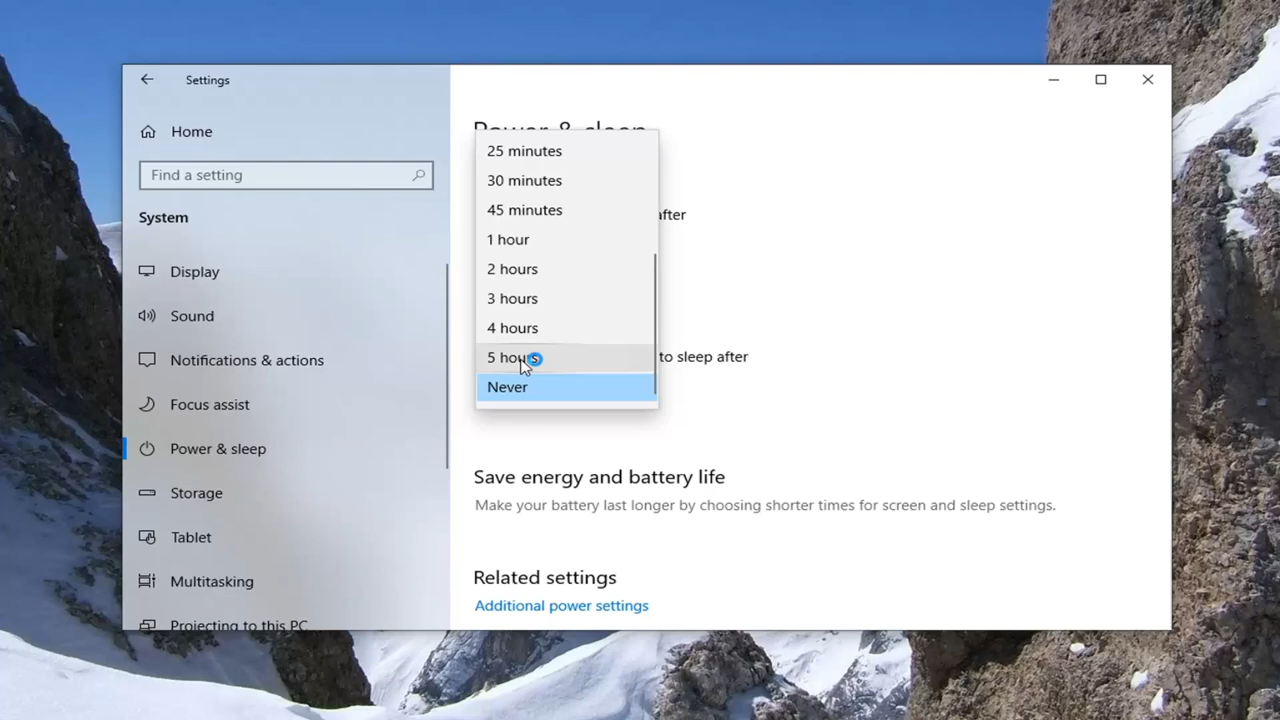 Settings
Home
Find a setting
System
Display
Sound
Notifications & actions
Focus assist
Power & sleep
Storage
Tablet
Multitasking
Projecting to this PC
Power & sleep
25 minutes
30 minutes
45 minutes
after
1 hour
2 hours
3 hours
4 hours
5 hours
to sleep after
Never
Save energy and battery life
Make your battery last longer by choosing shorter times for screen and sleep settings.
Related settings
Additional power settings